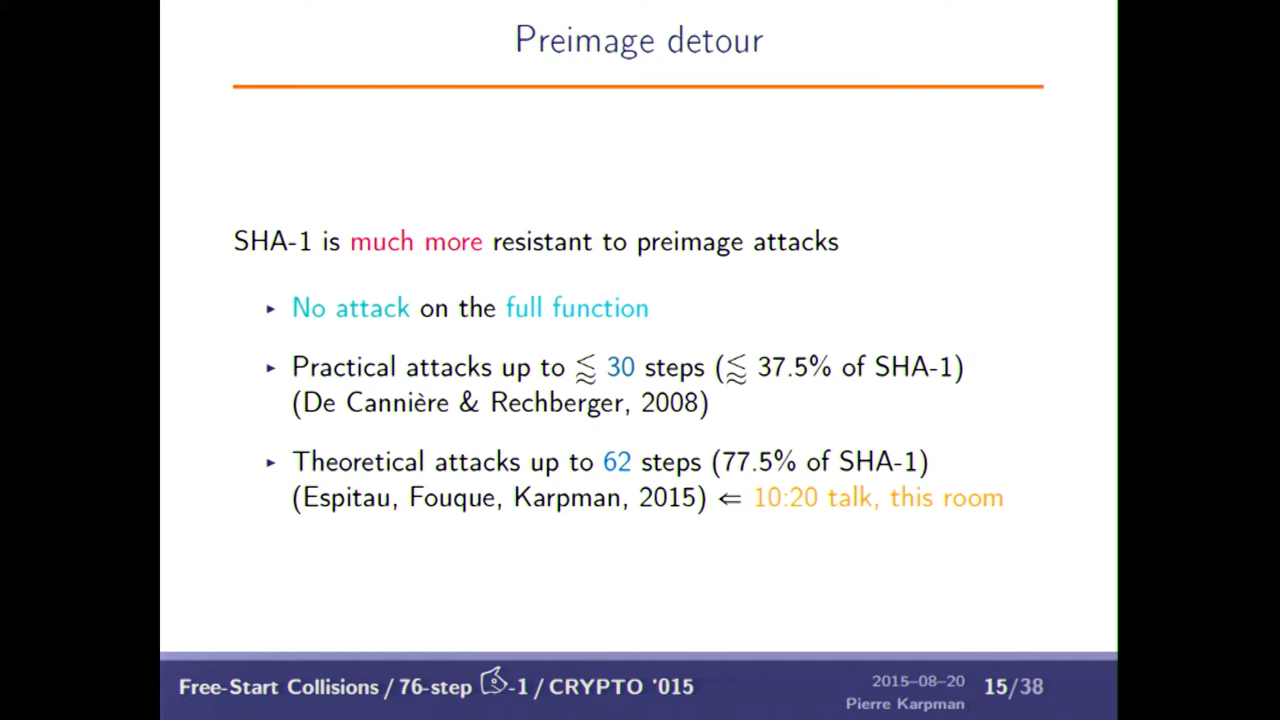 Preimage detour
SHA-1 is much more resistant to preimage attacks
▸ No attack on the full function
▸ Practical attacks up to ⪅ 30 steps (⪅ 37.5% of SHA-1)
(De Cannière & Rechberger, 2008)
▸ Theoretical attacks up to 62 steps (77.5% of SHA-1)
(Espitau, Fouque, Karpman, 2015) ⇐ 10:20 talk, this room
Free-Start Collisions / 76-step -1 / CRYPTO '015
2015–08–20
Pierre Karpman
15/38